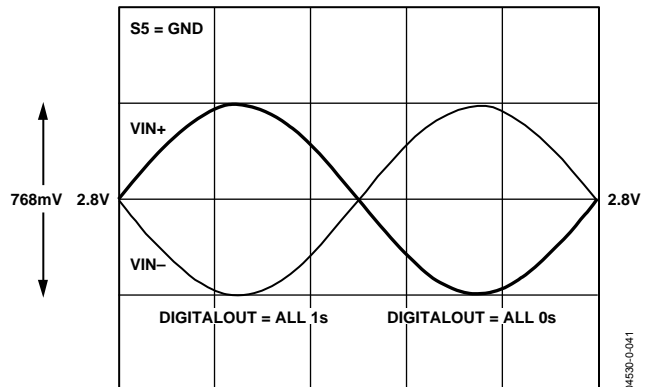 S5 = GND
VIN+
768mV 2.8V 2.8V
VIN–
DIGITALOUT = ALL 1s DIGITALOUT = ALL 0s
04530-0-041